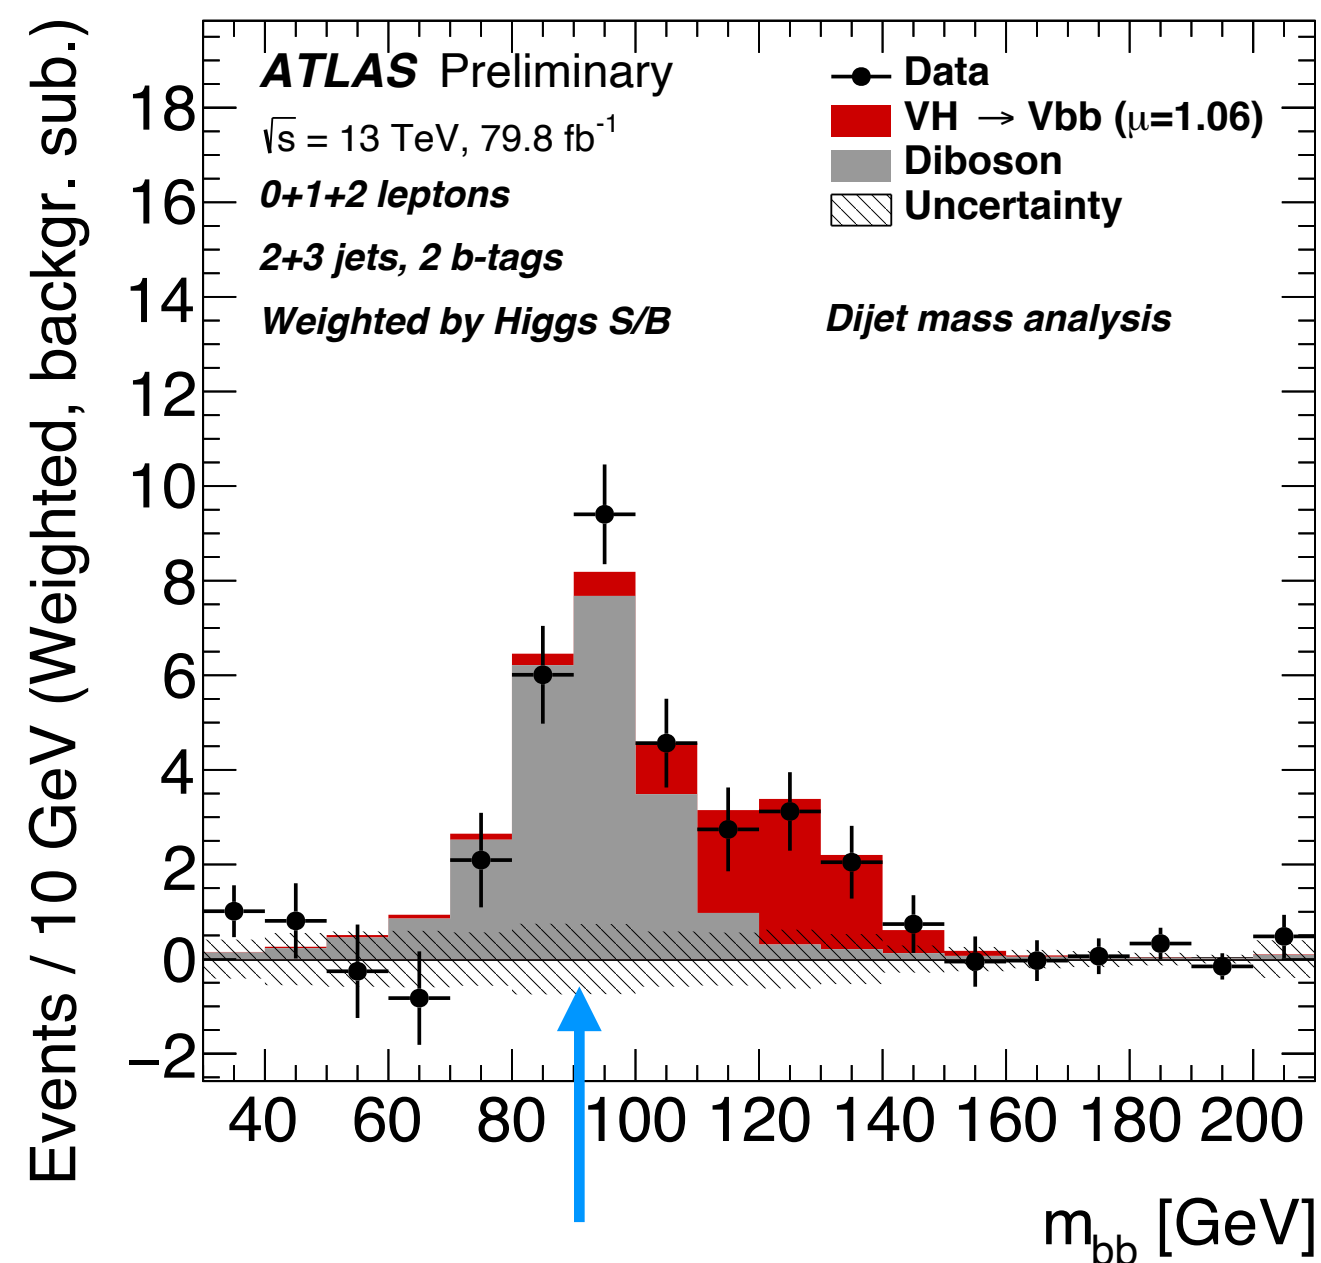 Events / 10 GeV (Weighted, backgr. sub.)
ATLAS Preliminary
√s = 13 TeV, 79.8 fb⁻¹
0+1+2 leptons
2+3 jets, 2 b-tags
Weighted by Higgs S/B
Data
VH → Vbb (μ=1.06)
Diboson
Uncertainty
Dijet mass analysis
18
16
14
12
10
8
6
4
2
0
−2
40 60 80 100 120 140 160 180 200
m_bb [GeV]